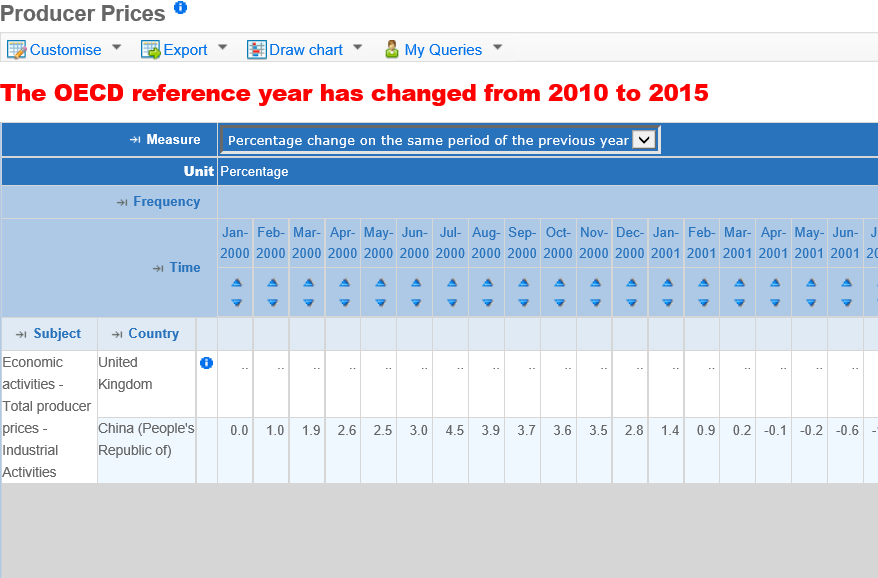 Producer Prices
Customise Export Draw chart My Queries
The OECD reference year has changed from 2010 to 2015
Measure Percentage change on the same period of the previous year
Unit Percentage
Frequency
Time
Jan-2000 Feb-2000 Mar-2000 Apr-2000 May-2000 Jun-2000 Jul-2000 Aug-2000 Sep-2000 Oct-2000 Nov-2000 Dec-2000 Jan-2001 Feb-2001 Mar-2001 Apr-2001 May-2001 Jun-2001
Subject Country
Economic
activities -
Total producer
prices -
Industrial
Activities
United
Kingdom
.. .. .. .. .. .. .. .. .. .. .. .. .. .. .. .. .. ..
China (People's
Republic of)
0.0 1.0 1.9 2.6 2.5 3.0 4.5 3.9 3.7 3.6 3.5 2.8 1.4 0.9 0.2 -0.1 -0.2 -0.6